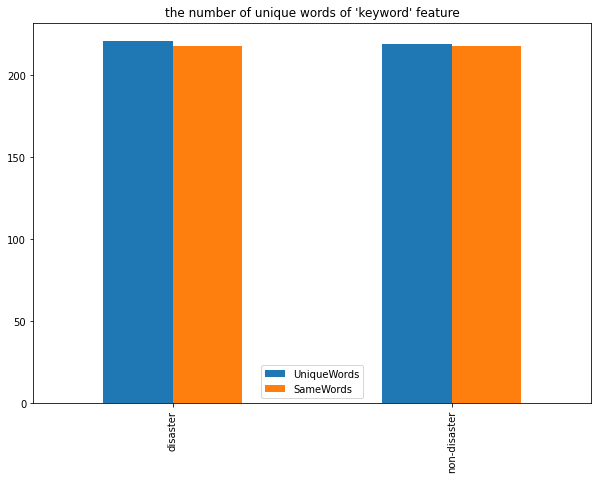 the number of unique words of 'keyword' feature
200
150
100
50
0
UniqueWords
SameWords
disaster
non-disaster